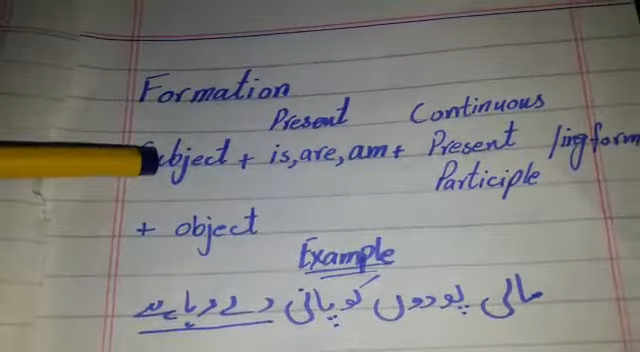 Formation
Present Continuous
Subject + is, are, am + Present /ing form
Participle
+ object
Example
مالی پودوں کو پانی دے رہا ہے